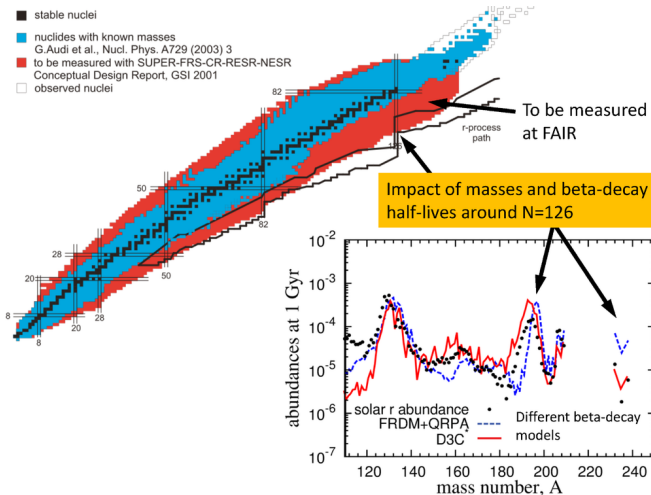 stable nuclei
nuclides with known masses
G.Audi et al., Nucl. Phys. A729 (2003) 3
to be measured with SUPER-FRS-CR-RESR-NESR
Conceptual Design Report, GSI 2001
observed nuclei
82
To be measured
at FAIR
r-process
path
126
50
Impact of masses and beta-decay
half-lives around N=126
82
28
20
50
8
28
20
8
10-2
10-3
10-4
10-5
10-6
10-7
abundances at 1 Gyr
solar r abundance
FRDM+QRPA
D3C*
Different beta-decay
models
120 140 160 180 200 220 240
mass number, A